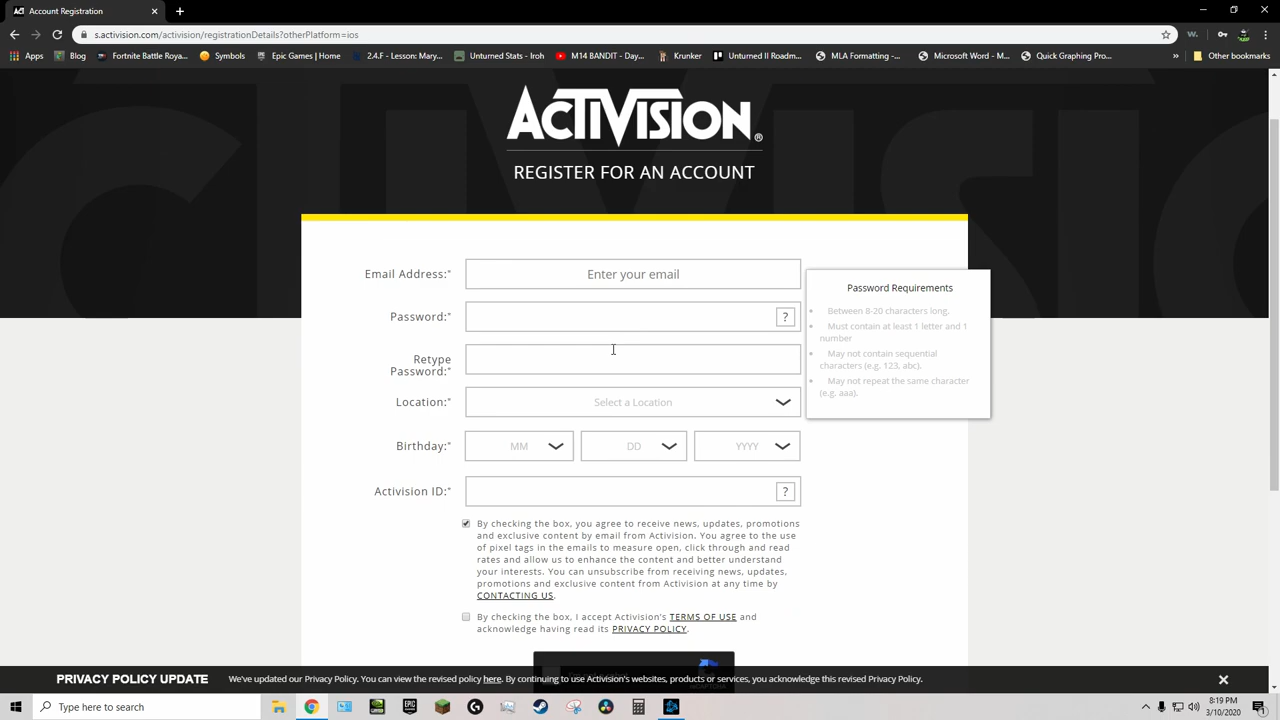 Account Registration
s.activision.com/activision/registrationDetails?otherPlatform=ios
Apps Blog Fortnite Battle Roya... Symbols Epic Games | Home 2.4.F - Lesson: Mary... Unturned Stats - Iroh M14 BANDIT - Day... Krunker Unturned II Roadm... MLA Formatting -... Microsoft Word - M... Quick Graphing Pro... » Other bookmarks
ACTIVISION®
REGISTER FOR AN ACCOUNT
Email Address:* Enter your email
Password:* ?
Retype
Password:*
Location:* Select a Location
Birthday:* MM DD YYYY
Activision ID:* ?
Password Requirements
• Between 8-20 characters long.
• Must contain at least 1 letter and 1
number
• May not contain sequential
characters (e.g. 123, abc).
• May not repeat the same character
(e.g. aaa).
By checking the box, you agree to receive news, updates, promotions
and exclusive content by email from Activision. You agree to the use
of pixel tags in the emails to measure open, click through and read
rates and allow us to enhance the content and better understand
your interests. You can unsubscribe from receiving news, updates,
promotions and exclusive content from Activision at any time by
CONTACTING US.
By checking the box, I accept Activision's TERMS OF USE and
acknowledge having read its PRIVACY POLICY.
PRIVACY POLICY UPDATE We've updated our Privacy Policy. You can view the revised policy here. By continuing to use Activision's websites, products or services, you acknowledge this revised Privacy Policy.
Type here to search
8:19 PM
3/10/2020